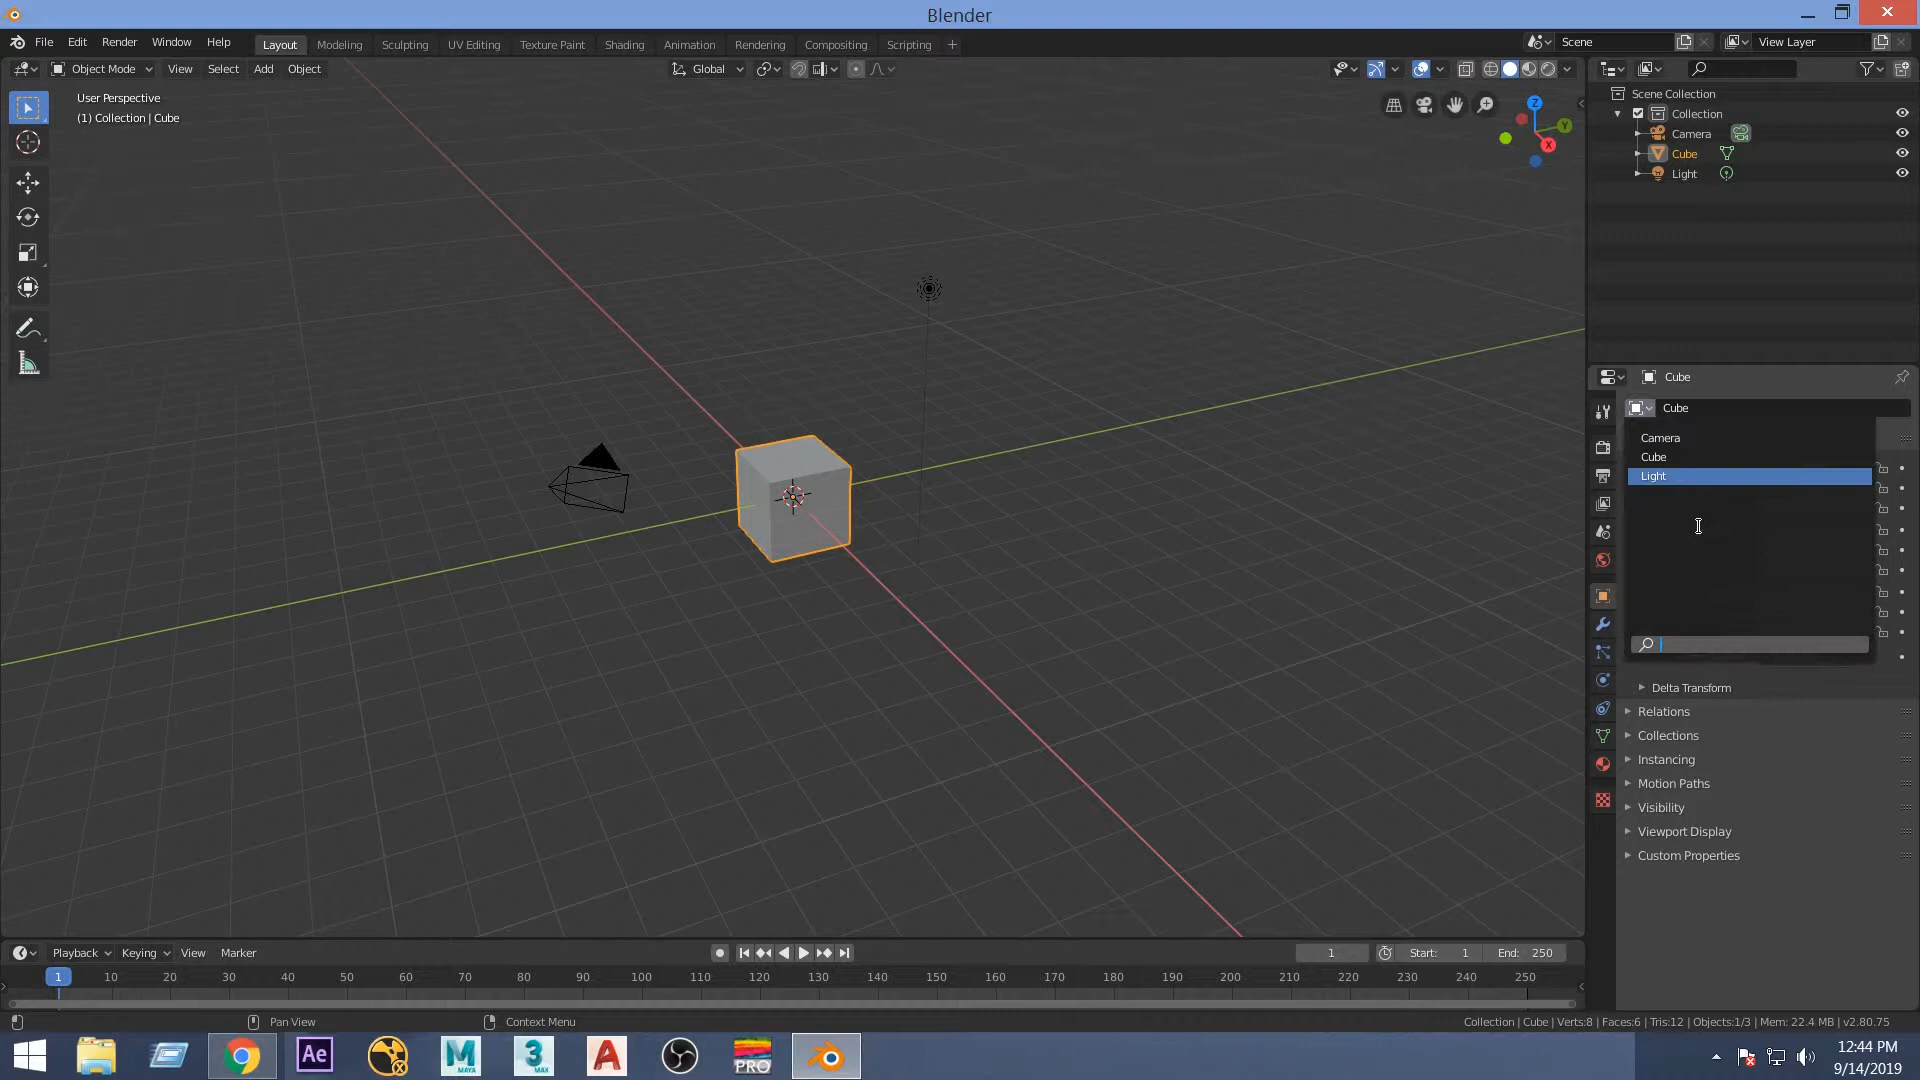 Blender
File Edit Render Window Help
Layout Modeling Sculpting UV Editing Texture Paint Shading Animation Rendering Compositing Scripting +
Scene
View Layer
Object Mode View Select Add Object
Global
User Perspective
(1) Collection | Cube
Z
Y
X
Scene Collection
Collection
Camera
Cube
Light
Cube
Cube
Camera
Cube
Light
Delta Transform
Relations
Collections
Instancing
Motion Paths
Visibility
Viewport Display
Custom Properties
Playback Keying View Marker
1 Start: 1 End: 250
1 10 20 30 40 50 60 70 80 90 100 110 120 130 140 150 160 170 180 190 200 210 220 230 240 250
Pan View Context Menu
Collection | Cube | Verts:8 | Faces:6 | Tris:12 | Objects:1/3 | Mem: 22.4 MB | v2.80.75
Ae
M
MAYA
3
MAX
A
PRO
12:44 PM
9/14/2019